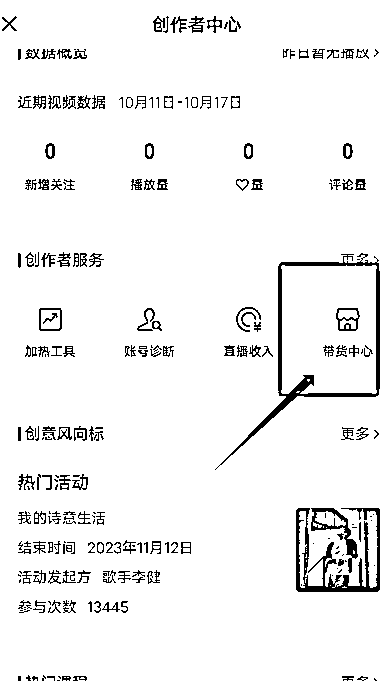 创作者中心
数据概览 昨日暂无播放 >
近期视频数据 10月11日-10月17日
0 0 0 0
新增关注 播放量 ♡量 评论量
创作者服务 更多 >
加热工具 账号诊断 直播收入 带货中心
创意风向标 更多 >
热门活动
我的诗意生活
结束时间 2023年11月12日
活动发起方 歌手李健
参与次数 13445
热门课程 更多 >